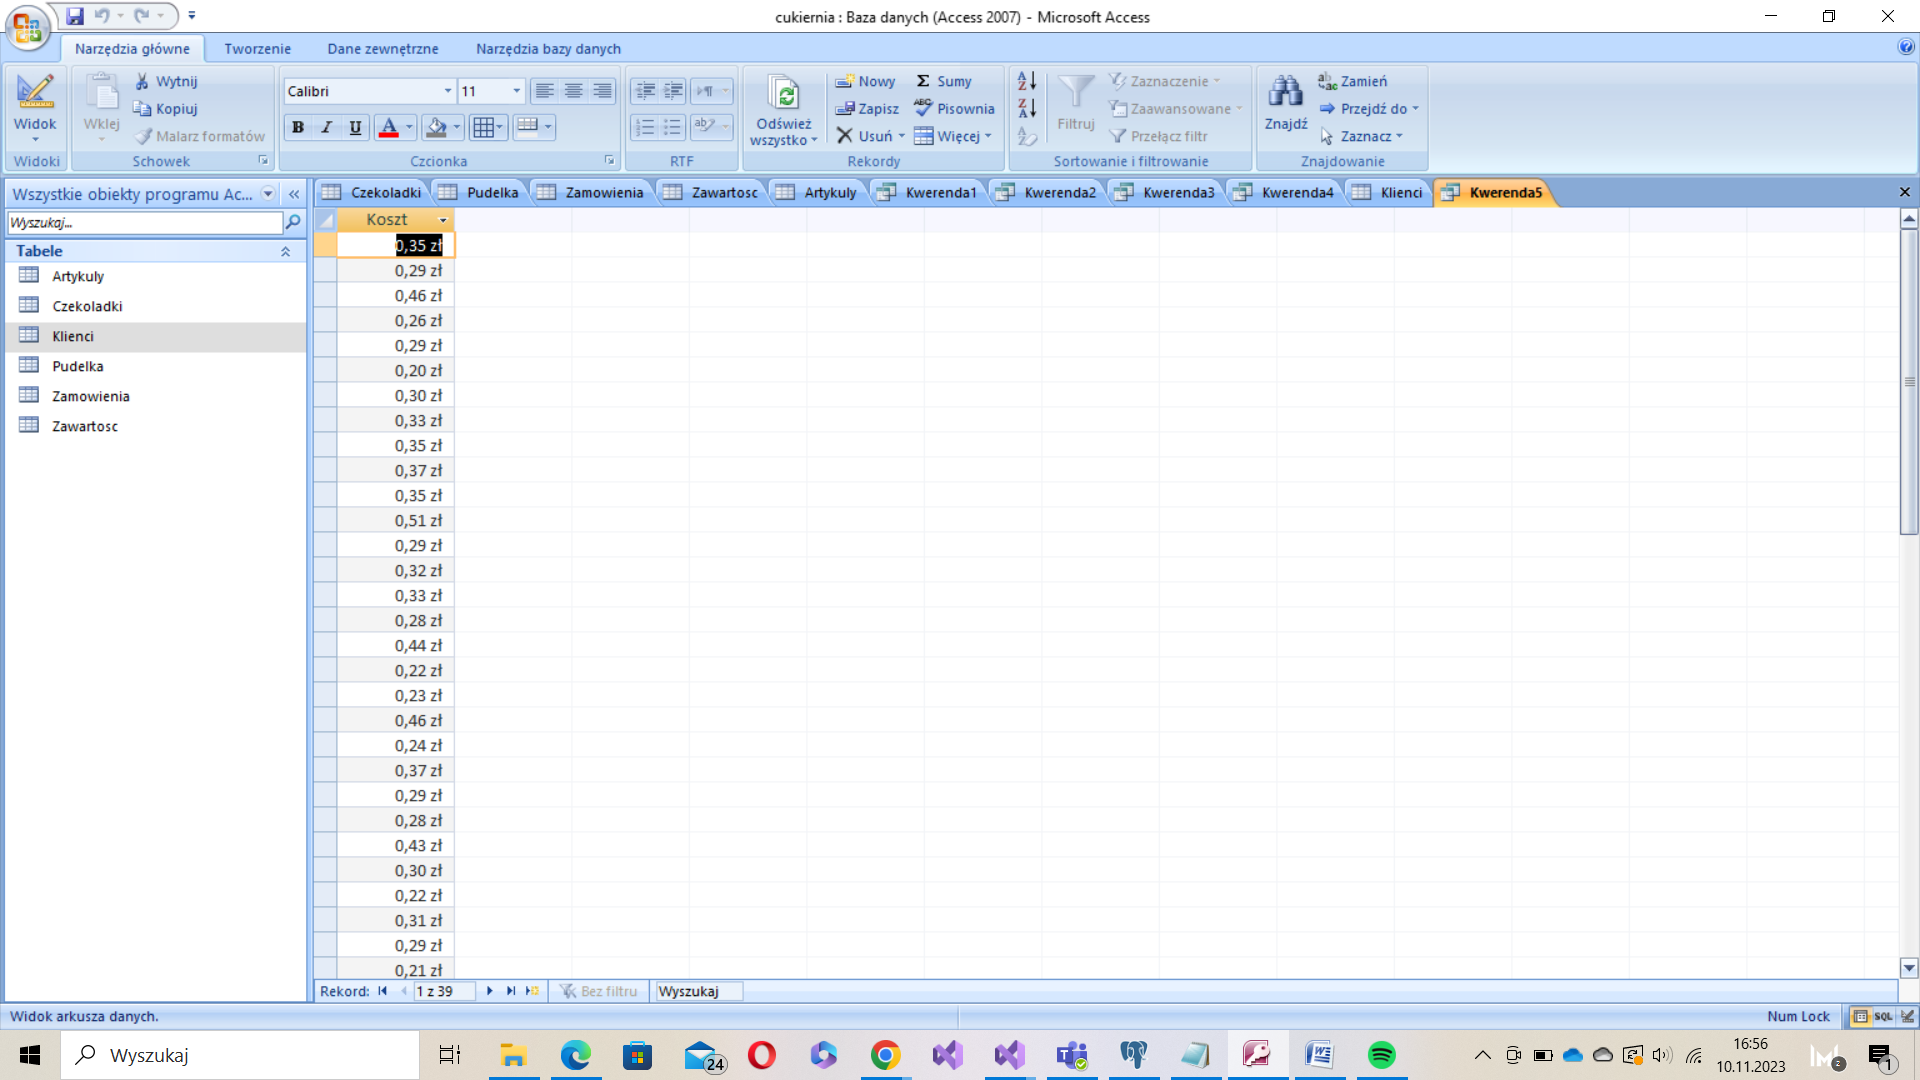 cukiernia : Baza danych (Access 2007) - Microsoft Access
Narzędzia główne Tworzenie Dane zewnętrzne Narzędzia bazy danych
Widok
Widoki
Wklej
Wytnij
Kopiuj
Malarz formatów
Schowek
Calibri 11
B I U A
Czcionka
RTF
Odśwież
wszystko
Nowy
Zapisz
Usuń
Σ Sumy
Pisownia
Więcej
Rekordy
Filtruj
Zaznaczenie
Zaawansowane
Przełącz filtr
Sortowanie i filtrowanie
Znajdź
Zamień
Przejdź do
Zaznacz
Znajdowanie
Wszystkie obiekty programu Ac...
Wyszukaj...
Tabele
Artykuly
Czekoladki
Klienci
Pudelka
Zamowienia
Zawartosc
Czekoladki Pudelka Zamowienia Zawartosc Artykuly Kwerenda1 Kwerenda2 Kwerenda3 Kwerenda4 Klienci Kwerenda5
Koszt
0,35 zł
0,29 zł
0,46 zł
0,26 zł
0,29 zł
0,20 zł
0,30 zł
0,33 zł
0,35 zł
0,37 zł
0,35 zł
0,51 zł
0,29 zł
0,32 zł
0,33 zł
0,28 zł
0,44 zł
0,22 zł
0,23 zł
0,46 zł
0,24 zł
0,37 zł
0,29 zł
0,28 zł
0,43 zł
0,30 zł
0,22 zł
0,31 zł
0,29 zł
0,21 zł
Rekord: 1 z 39 Bez filtru Wyszukaj
Widok arkusza danych. Num Lock SQL
Wyszukaj
24
16:56
10.11.2023
2
1